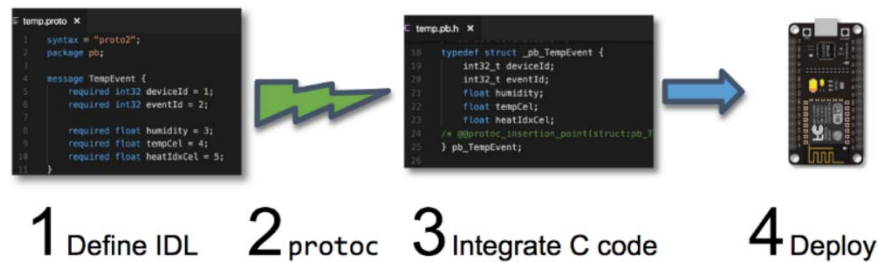 temp.proto ×
1 syntax = "proto2";
2 package pb;
3
4 message TempEvent {
5 required int32 deviceId = 1;
6 required int32 eventId = 2;
7
8 required float humidity = 3;
9 required float tempCel = 4;
10 required float heatIdxCel = 5;
11 }
C temp.pb.h ×
18 typedef struct _pb_TempEvent {
19 int32_t deviceId;
20 int32_t eventId;
21 float humidity;
22 float tempCel;
23 float heatIdxCel;
24 /* @@protoc_insertion_point(struct:pb_T
25 } pb_TempEvent;
26
1 Define IDL
2 protoc
3 Integrate C code
4 Deploy